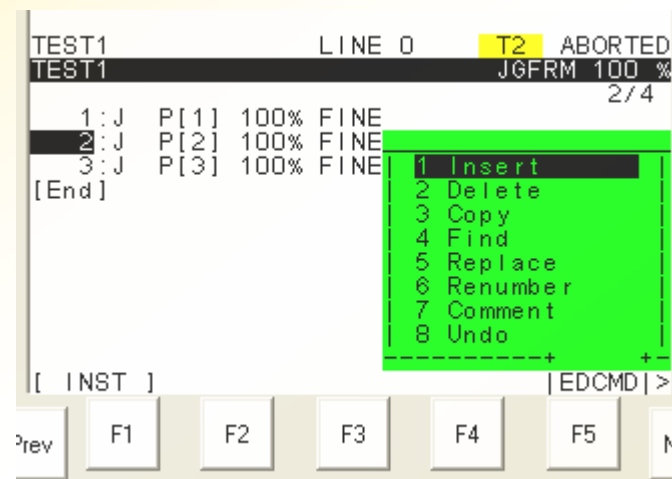 TEST1 LINE 0 T2 ABORTED
TEST1 JGFRM 100 %
2/4
1:J P[1] 100% FINE
2:J P[2] 100% FINE
3:J P[3] 100% FINE
[End]
1 Insert
2 Delete
3 Copy
4 Find
5 Replace
6 Renumber
7 Comment
8 Undo
[ INST ] |EDCMD|>
Prev F1 F2 F3 F4 F5